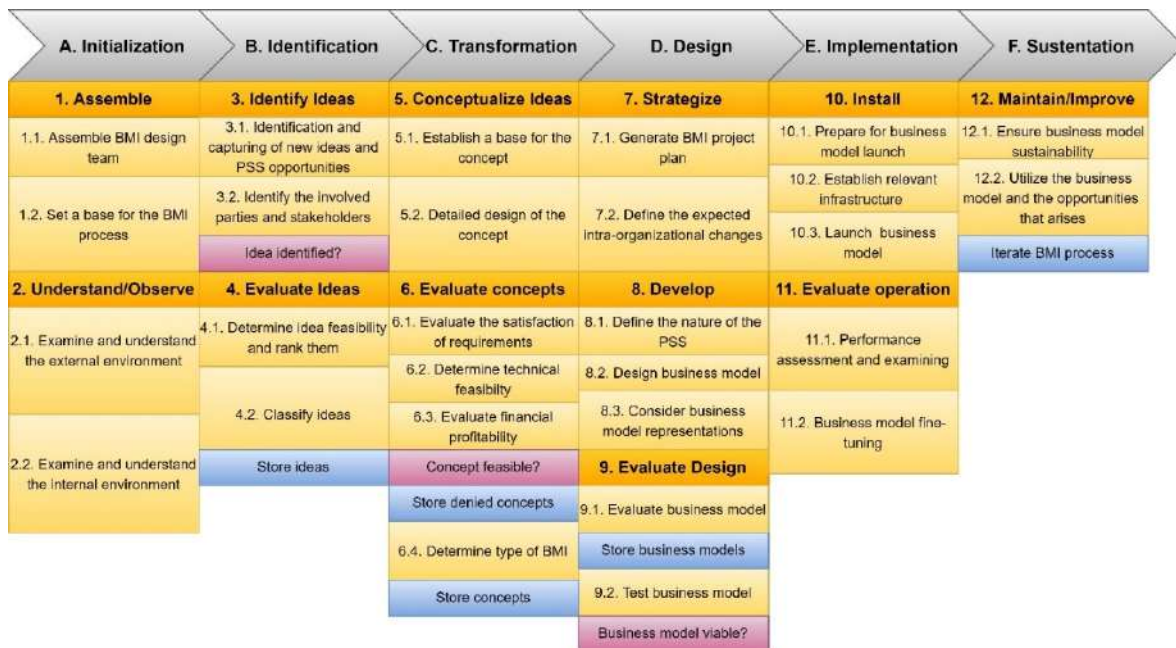 A. Initialization
B. Identification
C. Transformation
D. Design
E. Implementation
F. Sustentation
1. Assemble
1.1. Assemble BMI design
team
1.2. Set a base for the BMI
process
2. Understand/Observe
2.1. Examine and understand
the external environment
2.2. Examine and understand
the internal environment
3. Identify Ideas
3.1. Identification and
capturing of new ideas and
PSS opportunities
3.2. Identify the involved
parties and stakeholders
Idea identified?
4. Evaluate Ideas
4.1. Determine idea feasibility
and rank them
4.2. Classify ideas
Store ideas
5. Conceptualize Ideas
5.1. Establish a base for the
concept
5.2. Detailed design of the
concept
6. Evaluate concepts
6.1. Evaluate the satisfaction
of requirements
6.2. Determine technical
feasibilty
6.3. Evaluate financial
profitability
Concept feasible?
Store denied concepts
6.4. Determine type of BMI
Store concepts
7. Strategize
7.1. Generate BMI project
plan
7.2. Define the expected
intra-organizational changes
8. Develop
8.1. Define the nature of the
PSS
8.2. Design business model
8.3. Consider business
model representations
9. Evaluate Design
9.1. Evaluate business model
Store business models
9.2. Test business model
Business model viable?
10. Install
10.1. Prepare for business
model launch
10.2. Establish relevant
infrastructure
10.3. Launch business
model
11. Evaluate operation
11.1. Performance
assessment and examining
11.2. Business model fine-
tuning
12. Maintain/Improve
12.1. Ensure business model
sustainability
12.2. Utilize the business
model and the opportunities
that arises
Iterate BMI process